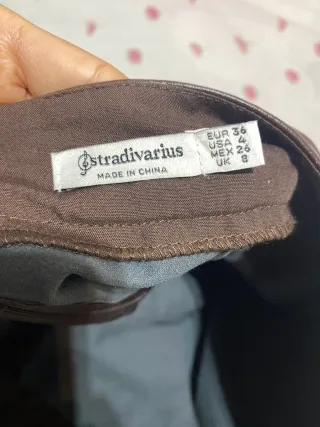 stradivarius
MADE IN CHINA
EUR 36
USA 4
MEX 26
UK 8